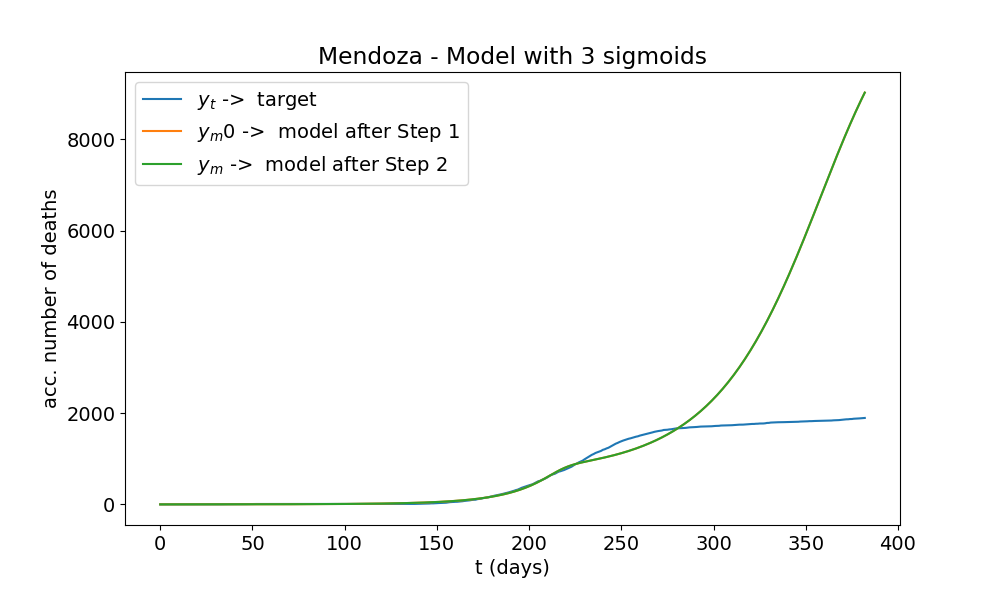 Mendoza - Model with 3 sigmoids
y_t -> target
y_m0 -> model after Step 1
y_m -> model after Step 2
acc. number of deaths
8000
6000
4000
2000
0
0 50 100 150 200 250 300 350 400
t (days)